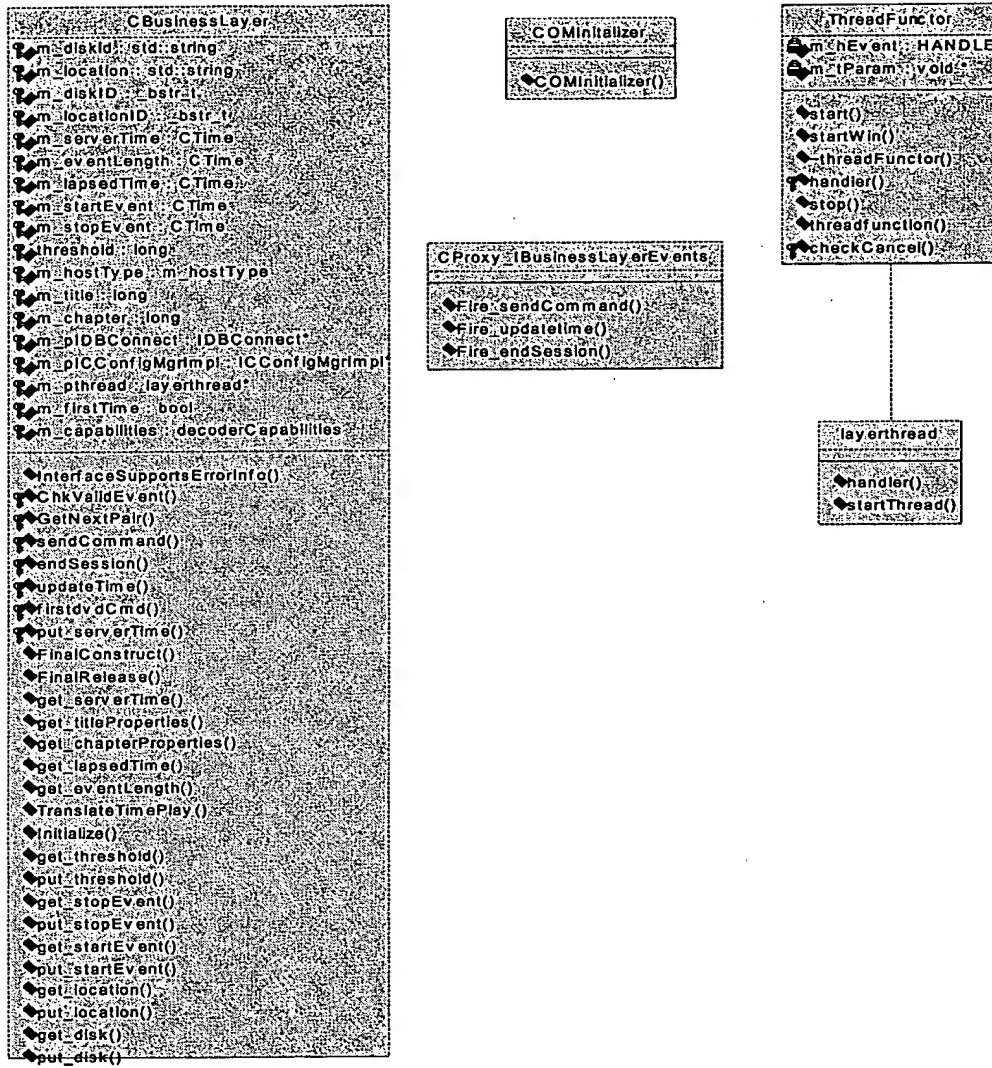 CBusinessLayer
m_diskId : std::string
m_location : std::string
m_diskID : _bstr_t
m_locationID : _bstr_t
m_serverTime : CTime
m_eventLength : CTime
m_lapsedTime : CTime
m_startEvent : CTime
m_stopEvent : CTime
threshold : long
m_hostType : m_hostType
m_title : long
m_chapter : long
m_pIDBConnect : IDBConnect*
m_pICConfigMgrImpl : ICConfigMgrImpl*
m_pthread : layerthread*
m_firstTime : bool
m_capabilities : decoderCapabilities
InterfaceSupportsErrorInfo()
ChkValidEvent()
GetNextPair()
sendCommand()
endSession()
updateTime()
firstdvdCmd()
put_serverTime()
FinalConstruct()
FinalRelease()
get_serverTime()
get_titleProperties()
get_chapterProperties()
get_lapsedTime()
get_eventLength()
TranslateTimePlay()
Initialize()
get_threshold()
put_threshold()
get_stopEvent()
put_stopEvent()
get_startEvent()
put_startEvent()
get_location()
put_location()
get_disk()
put_disk()
COMInitalizer
COMInitializer()
CProxy_IBusinessLayerEvents
Fire_sendCommand()
Fire_updatetime()
Fire_endSession()
ThreadFunctor
m_hEvent : HANDLE
m_tParam : void *
start()
startWin()
~threadFunctor()
handler()
stop()
threadfunction()
checkCancel()
layerthread
handler()
startThread()